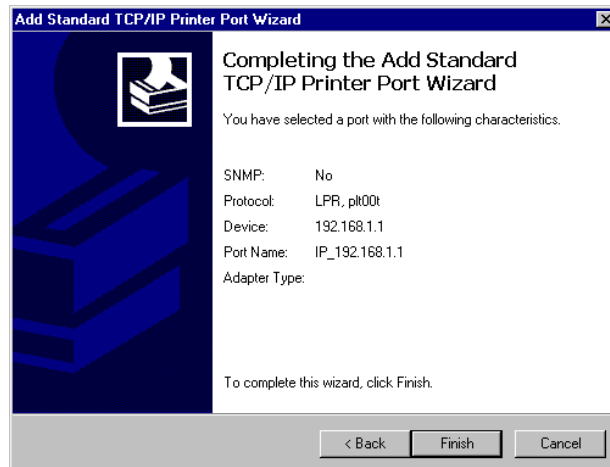 Add Standard TCP/IP Printer Port Wizard
Completing the Add Standard
TCP/IP Printer Port Wizard
You have selected a port with the following characteristics.
SNMP: No
Protocol: LPR, plt00t
Device: 192.168.1.1
Port Name: IP_192.168.1.1
Adapter Type:
To complete this wizard, click Finish.
< Back Finish Cancel